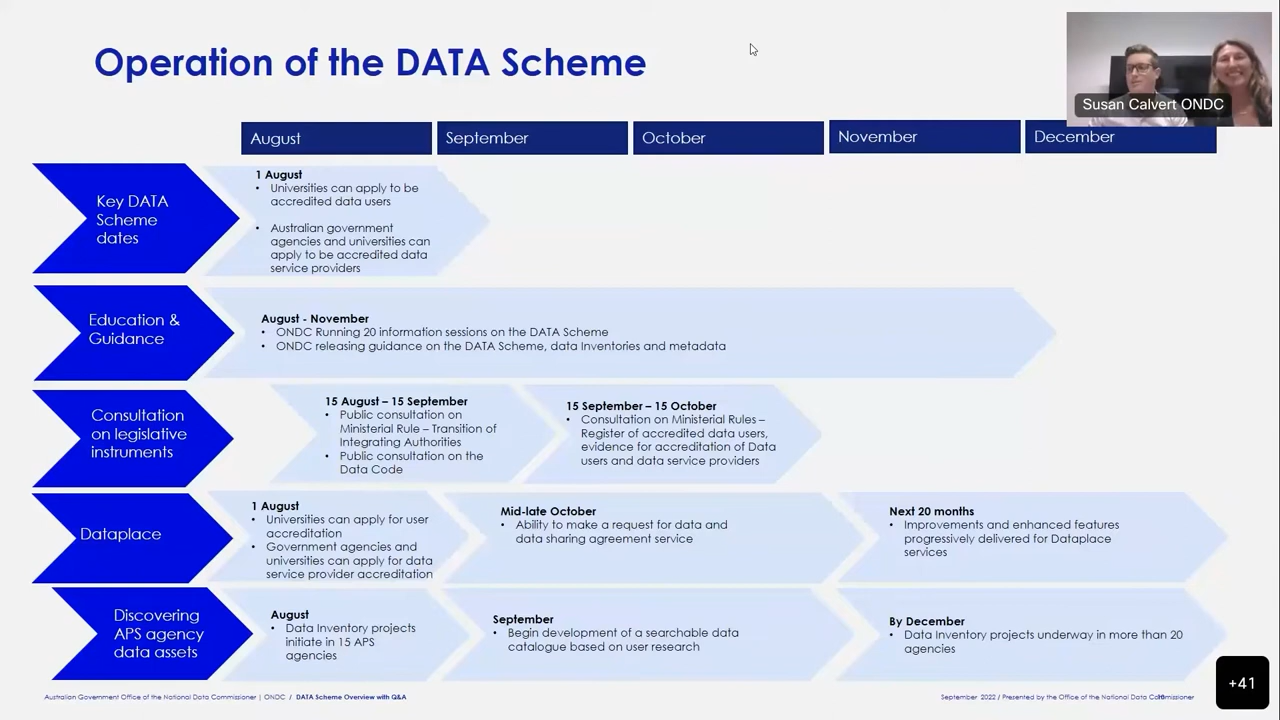 Operation of the DATA Scheme
Susan Calvert ONDC
August
September
October
November
December
Key DATA
Scheme
dates
1 August
• Universities can apply to be
accredited data users
• Australian government
agencies and universities can
apply to be accredited data
service providers
Education &
Guidance
August - November
• ONDC Running 20 information sessions on the DATA Scheme
• ONDC releasing guidance on the DATA Scheme, data Inventories and metadata
Consultation
on legislative
instruments
15 August – 15 September
• Public consultation on
Ministerial Rule – Transition of
Integrating Authorities
• Public consultation on the
Data Code
15 September – 15 October
• Consultation on Ministerial Rules –
Register of accredited data users,
evidence for accreditation of Data
users and data service providers
Dataplace
1 August
• Universities can apply for user
accreditation
• Government agencies and
universities can apply for data
service provider accreditation
Mid-late October
• Ability to make a request for data and
data sharing agreement service
Next 20 months
• Improvements and enhanced features
progressively delivered for Dataplace
services
Discovering
APS agency
data assets
August
• Data Inventory projects
initiate in 15 APS
agencies
September
• Begin development of a searchable data
catalogue based on user research
By December
• Data Inventory projects underway in more than 20
agencies
Australian Government Office of the National Data Commissioner | ONDC / DATA Scheme Overview with Q&A
September 2022 / Presented by the Office of the National Data Commissioner
+41